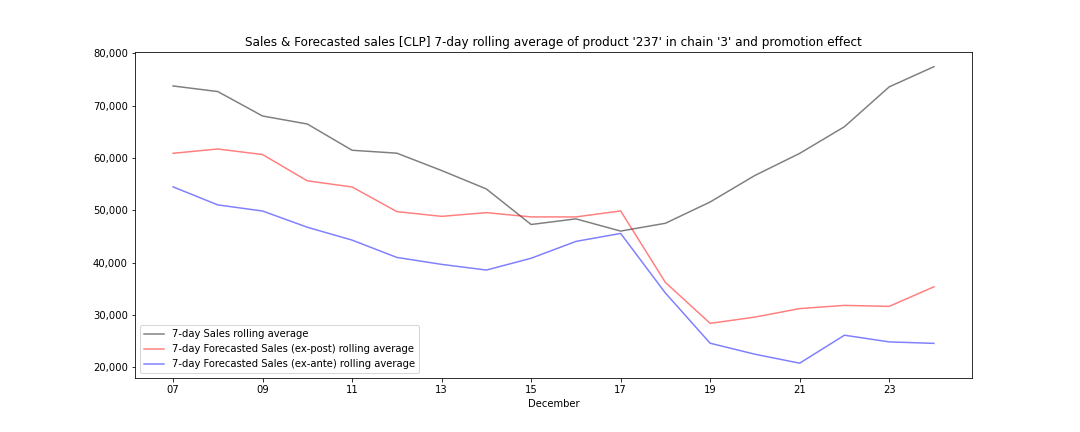 Sales & Forecasted sales [CLP] 7-day rolling average of product '237' in chain '3' and promotion effect
80,000
70,000
60,000
50,000
40,000
30,000
20,000
7-day Sales rolling average
7-day Forecasted Sales (ex-post) rolling average
7-day Forecasted Sales (ex-ante) rolling average
07 09 11 13 15 17 19 21 23
December